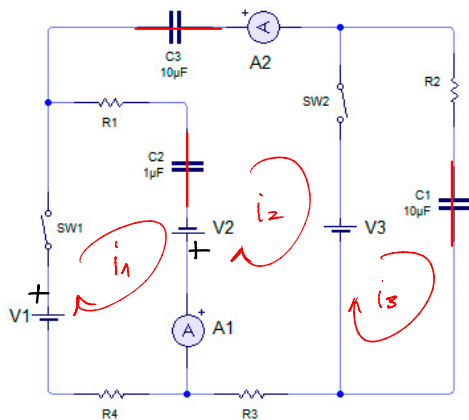 + A
C3
10µF
A2
SW2
R2
R1
C2
1µF
C1
10µF
i2
V2
V3
SW1
+
i1
+
i3
V1
+
A A1
R4
R3